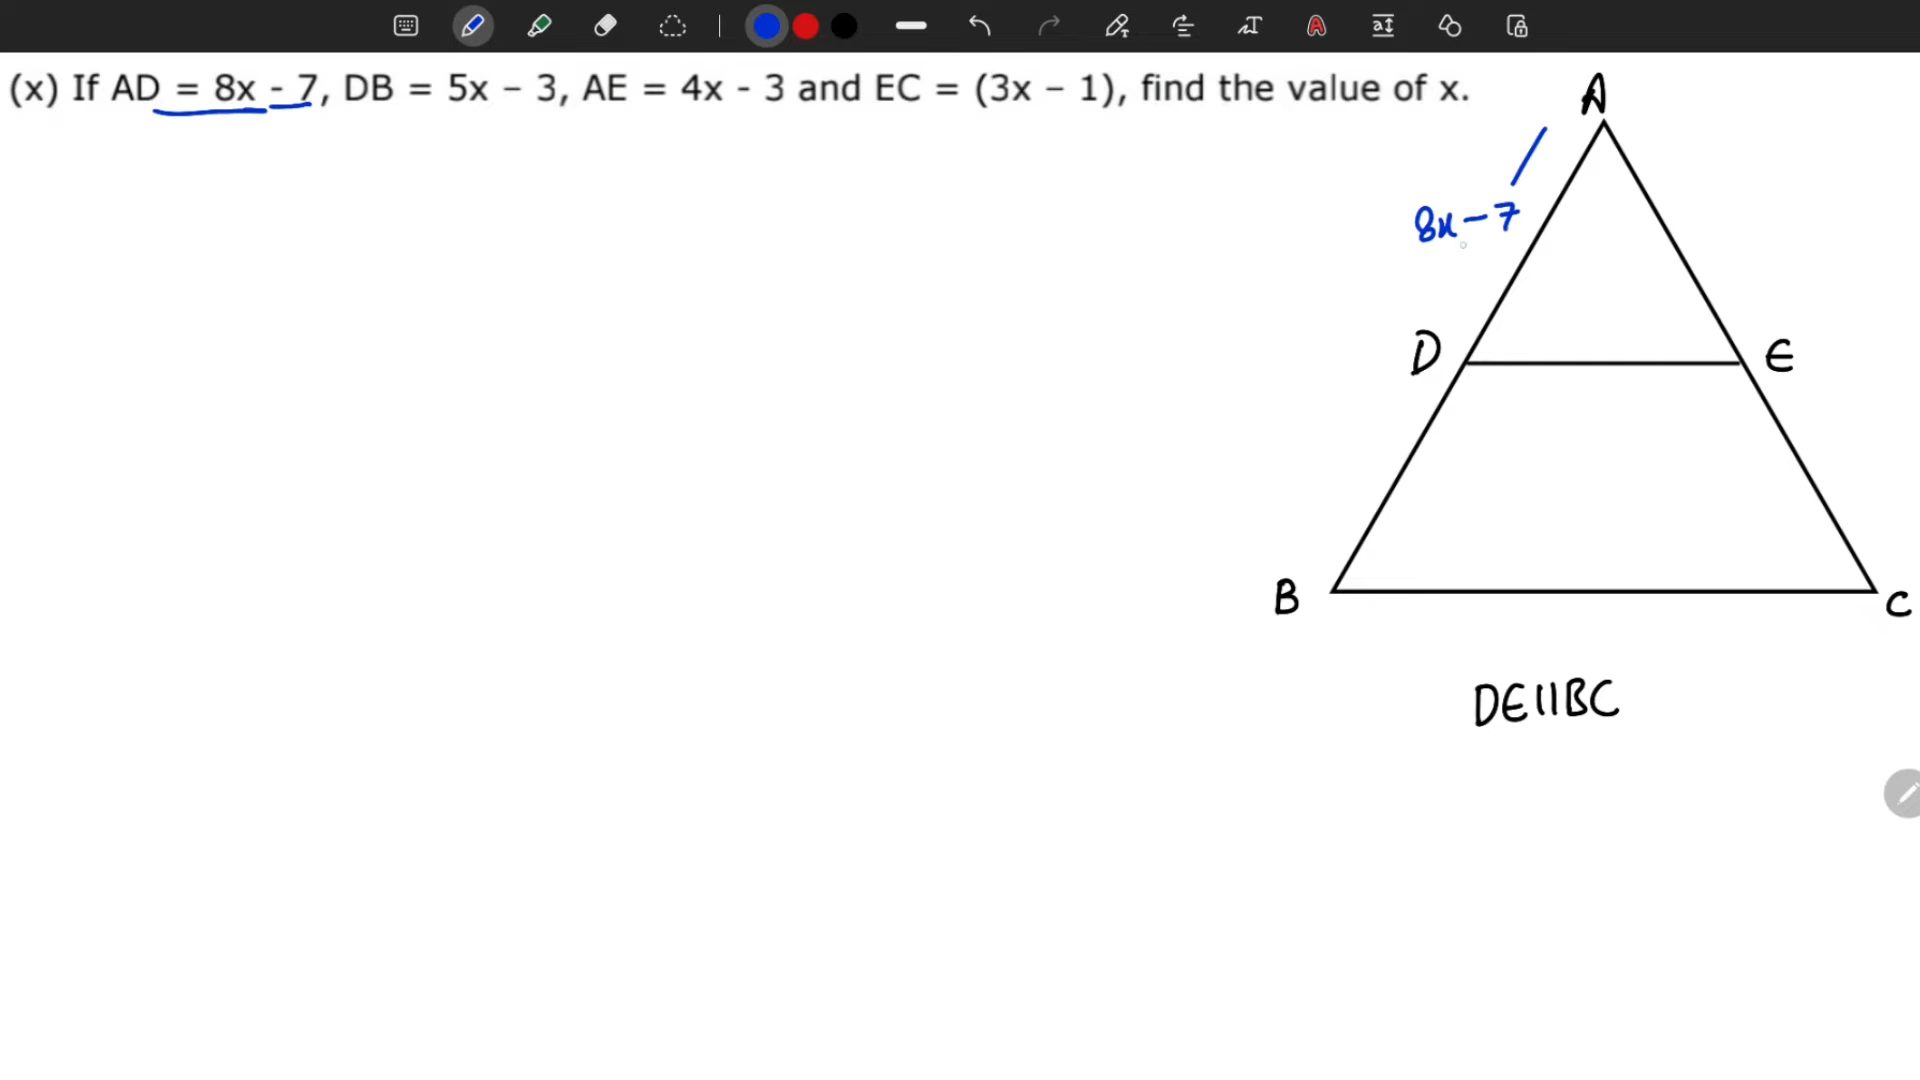 (x) If AD = 8x - 7, DB = 5x – 3, AE = 4x - 3 and EC = (3x – 1), find the value of x.
A
8x-7
D E
B C
DE||BC